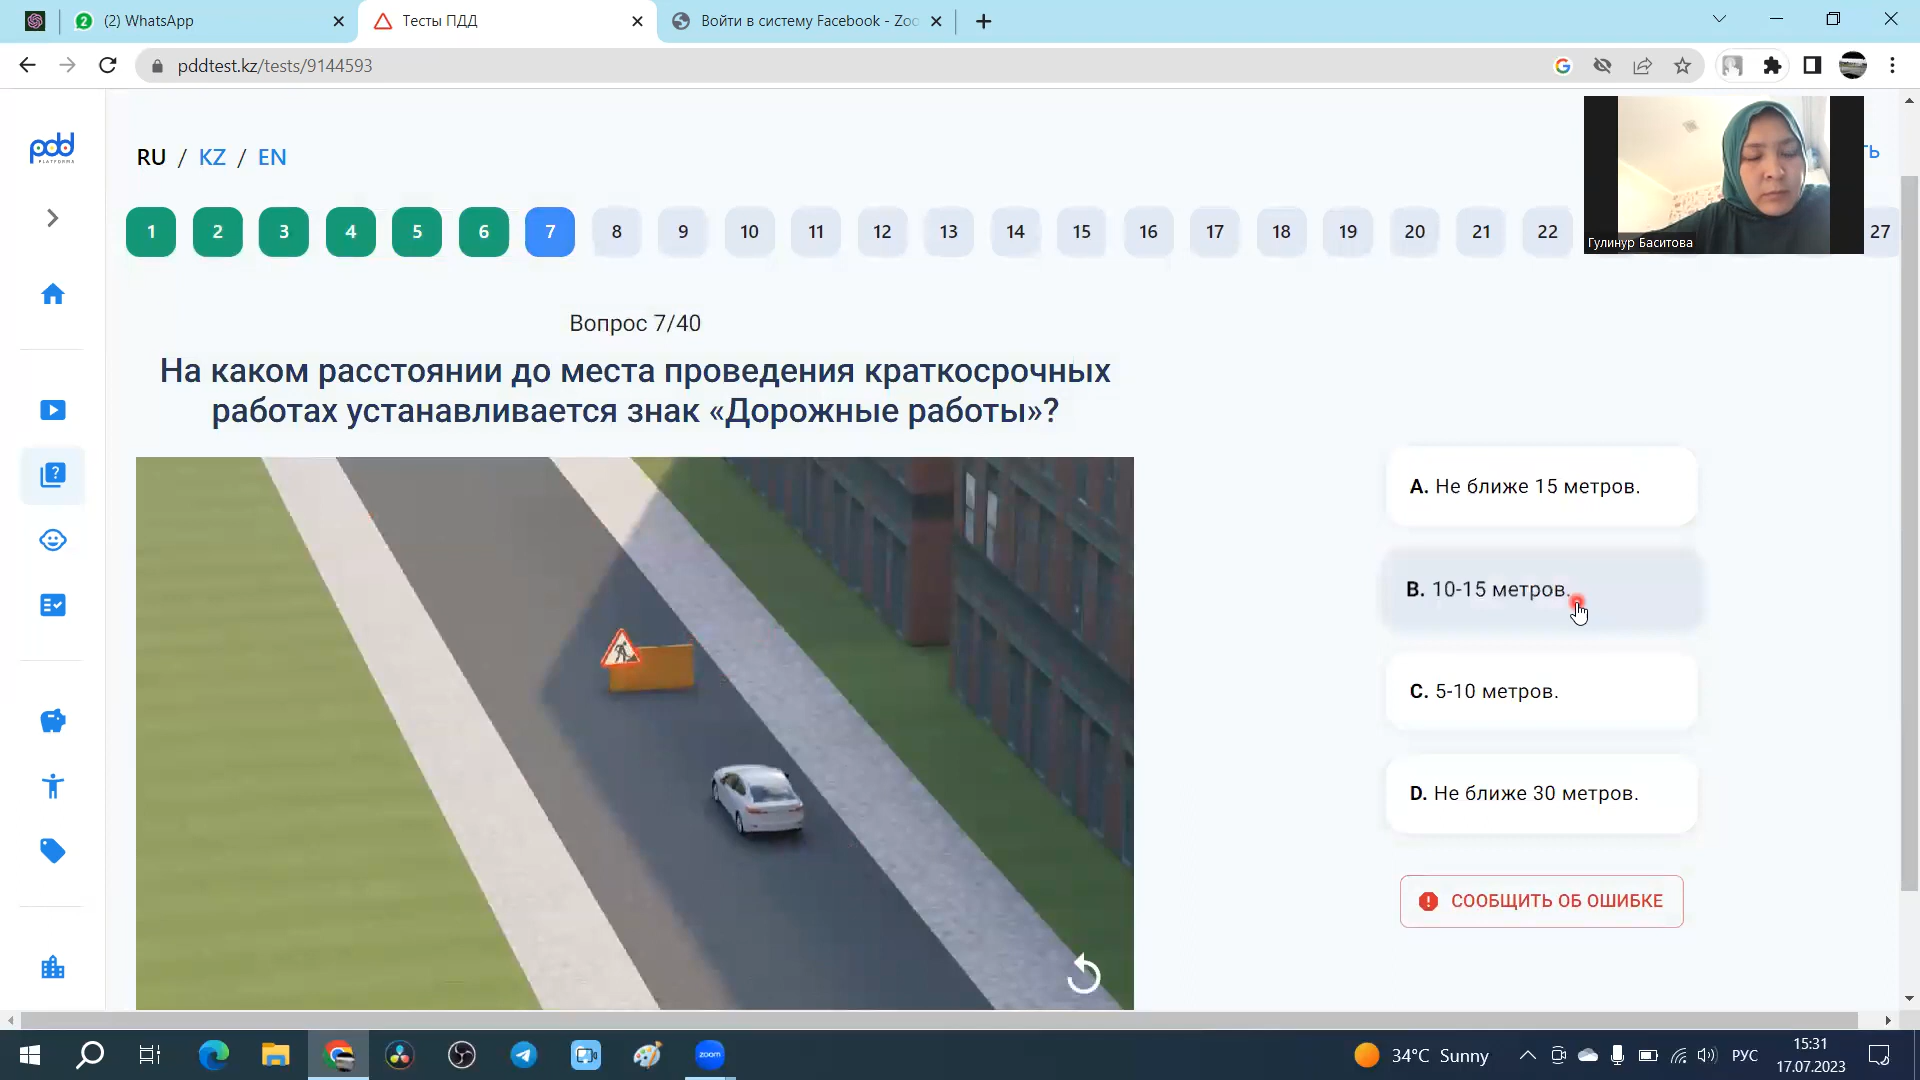 (2) WhatsApp
Тесты ПДД
Войти в систему Facebook - Zoo
pddtest.kz/tests/9144593
pdd
PLATFORMA
RU / KZ / EN
ть
1 2 3 4 5 6 7 8 9 10 11 12 13 14 15 16 17 18 19 20 21 22 27
Гулинур Баситова
Вопрос 7/40
На каком расстоянии до места проведения краткосрочных
работах устанавливается знак «Дорожные работы»?
A. Не ближе 15 метров.
B. 10-15 метров.
C. 5-10 метров.
D. Не ближе 30 метров.
СООБЩИТЬ ОБ ОШИБКЕ
zoom
34°C Sunny
РУС
15:31
17.07.2023